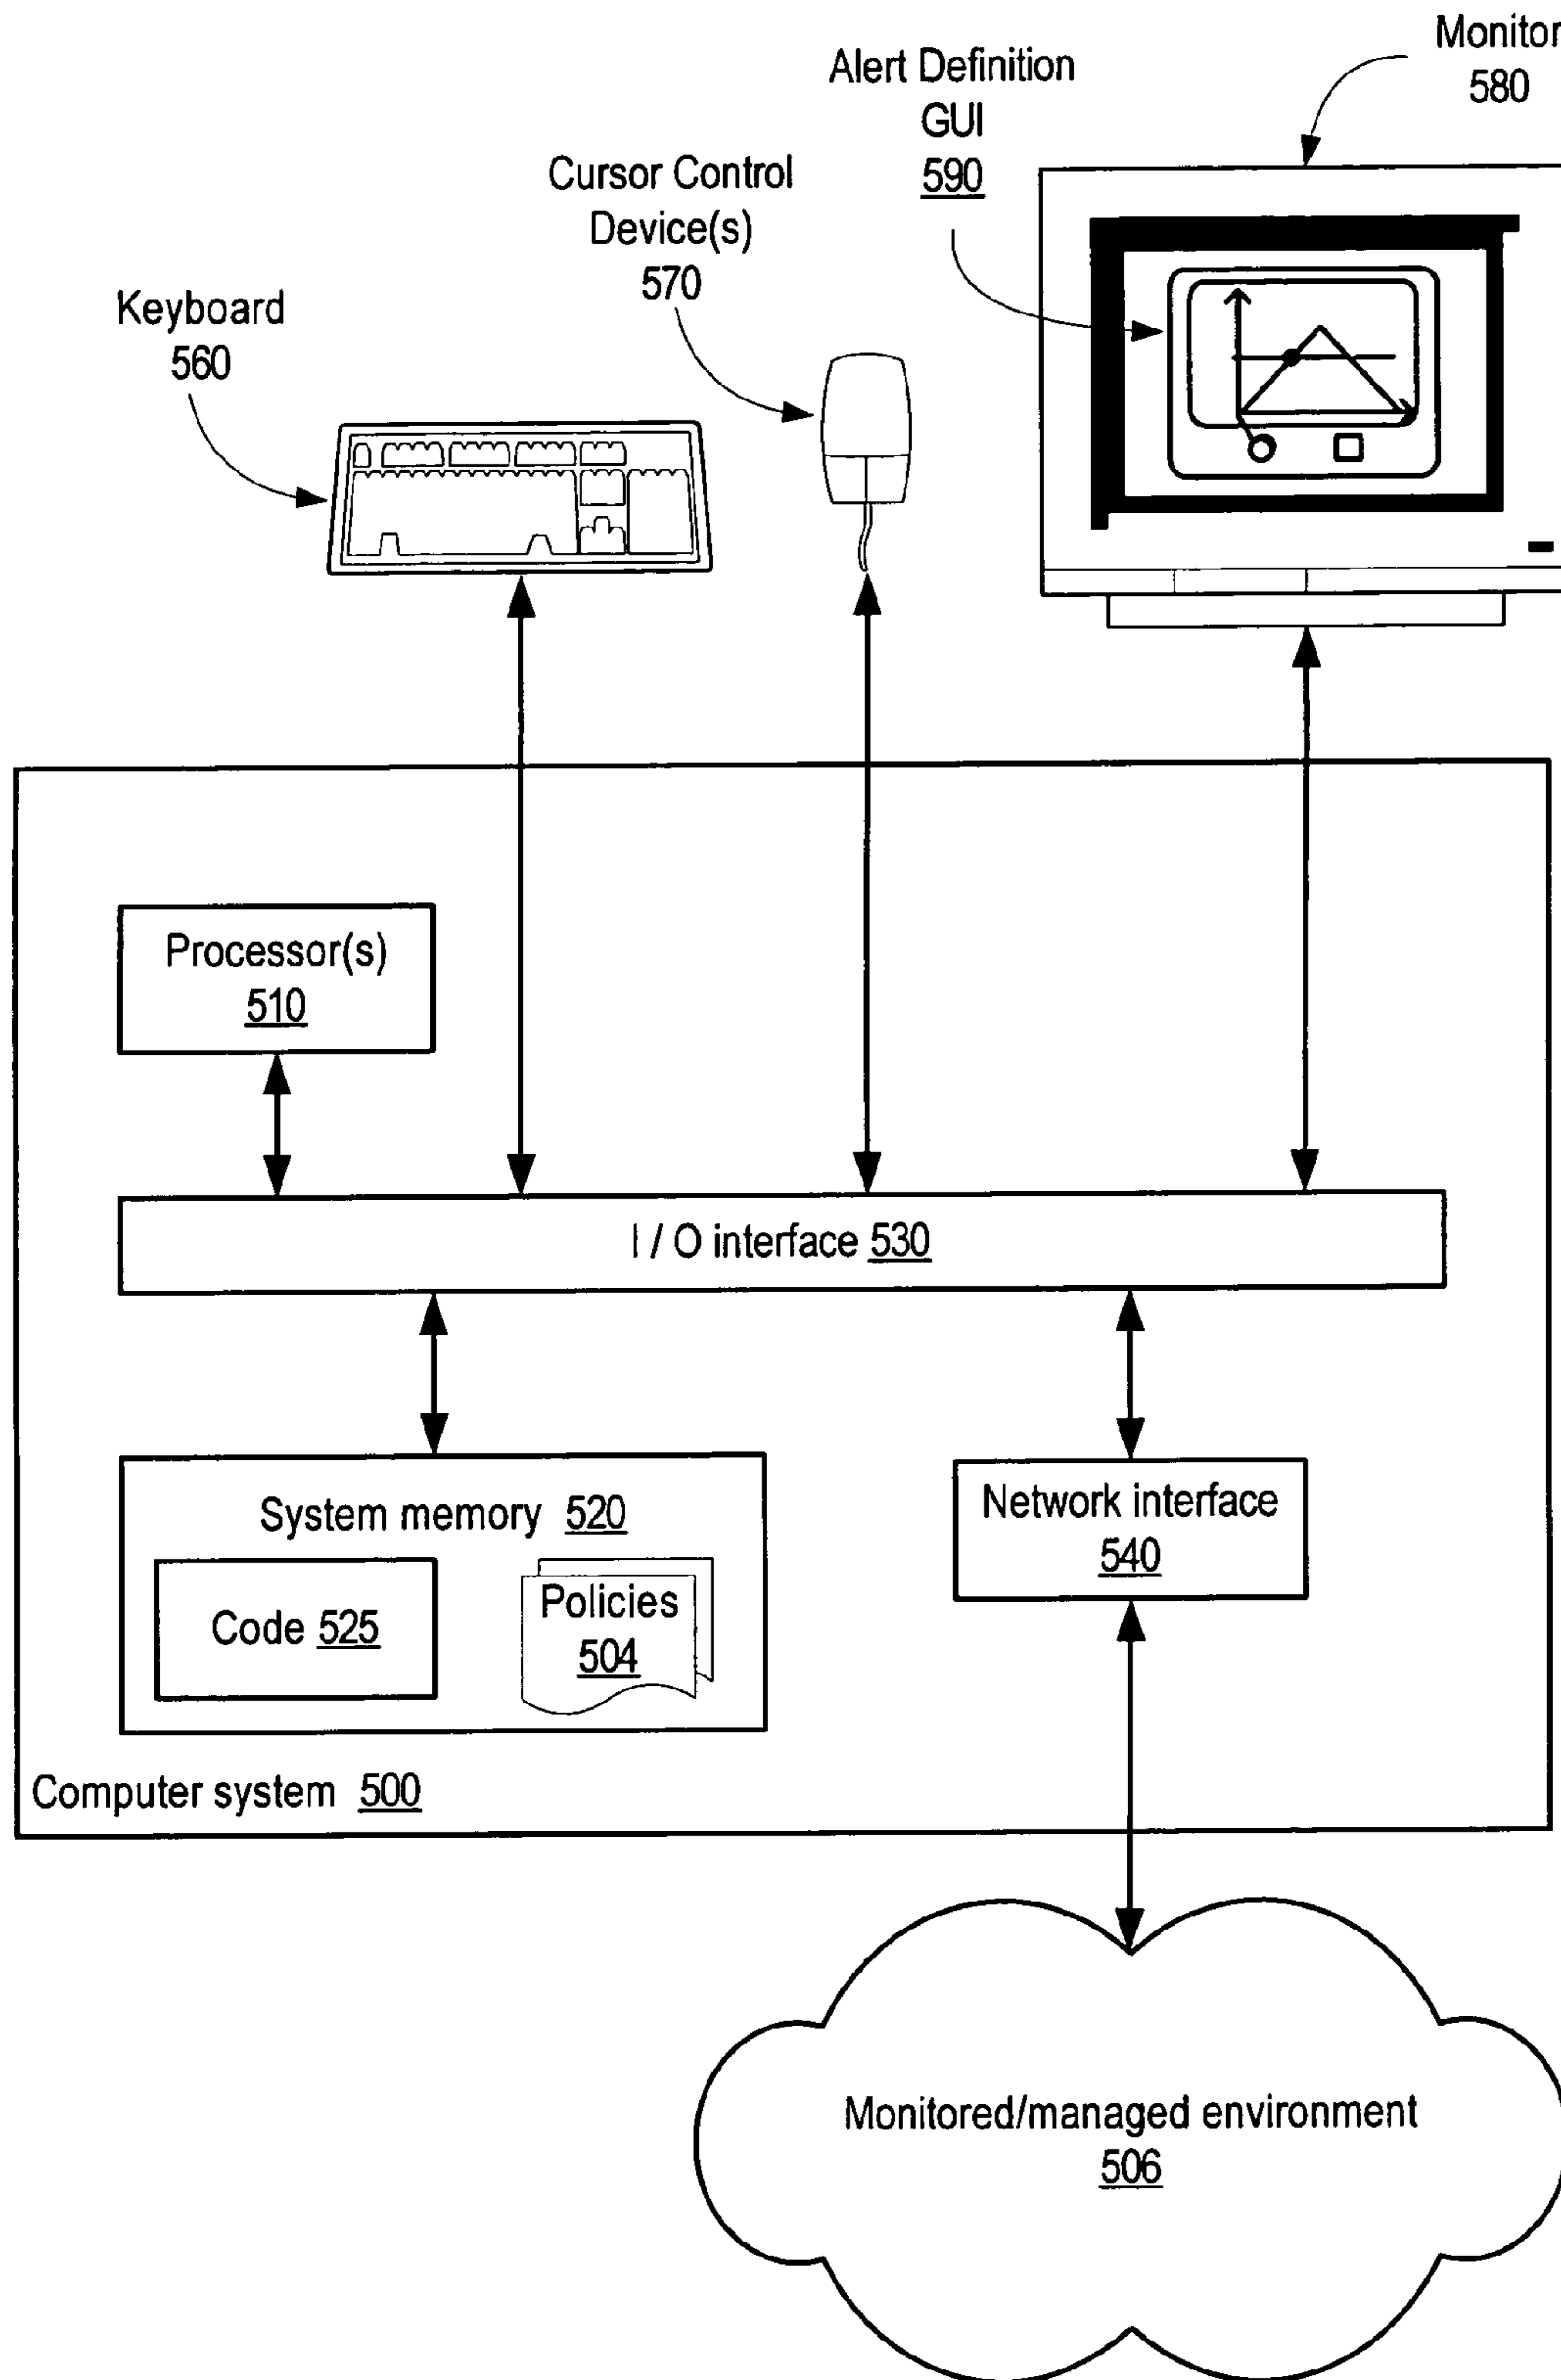 Monitor
580
Alert Definition
GUI
590
Cursor Control
Device(s)
570
Keyboard
560
Processor(s)
510
I / O interface 530
System memory 520
Code 525
Policies
504
Network interface
540
Computer system 500
Monitored/managed environment
506